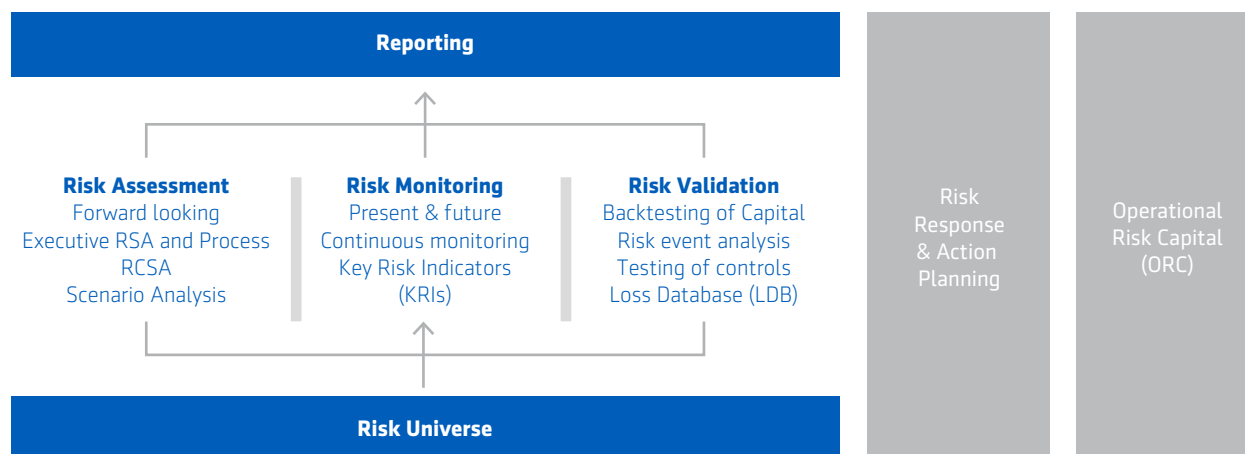 Reporting
Risk Assessment
Forward looking
Executive RSA and Process
RCSA
Scenario Analysis
Risk Monitoring
Present & future
Continuous monitoring
Key Risk Indicators
(KRIs)
Risk Validation
Backtesting of Capital
Risk event analysis
Testing of controls
Loss Database (LDB)
Risk Universe
Risk
Response
& Action
Planning
Operational
Risk Capital
(ORC)